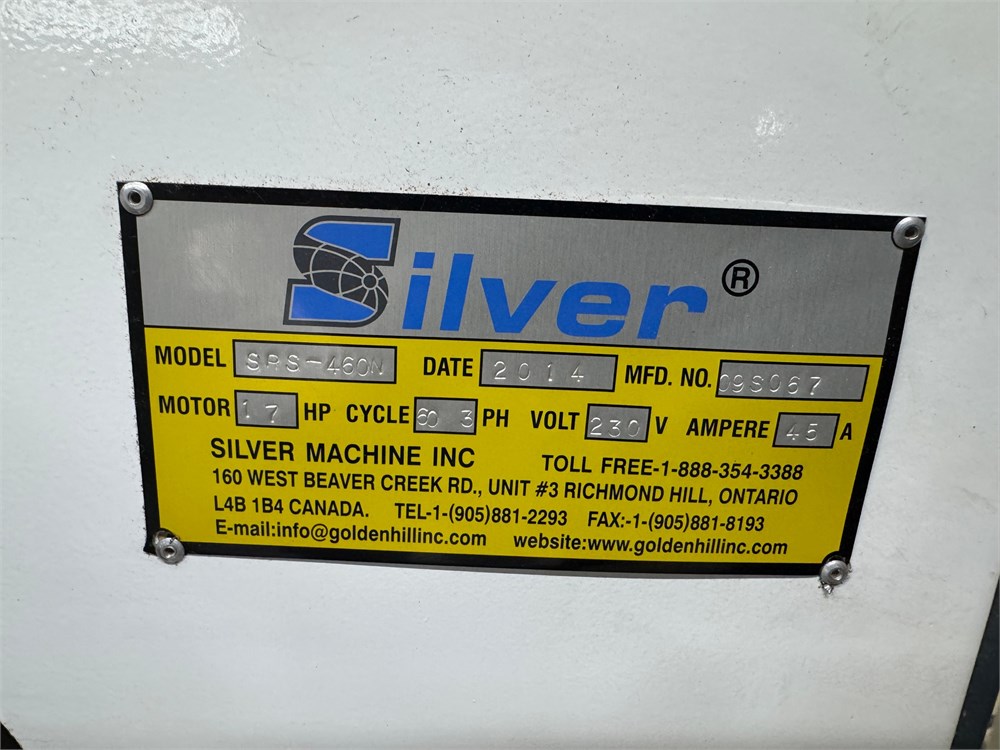 Silver®
MODEL SRS-460N DATE 2014 MFD. NO. 09S067
MOTOR 17 HP CYCLE 60 3 PH VOLT 230 V AMPERE 45 A
SILVER MACHINE INC TOLL FREE-1-888-354-3388
160 WEST BEAVER CREEK RD., UNIT #3 RICHMOND HILL, ONTARIO
L4B 1B4 CANADA. TEL-1-(905)881-2293 FAX:-1-(905)881-8193
E-mail:info@goldenhillinc.com website:www.goldenhillinc.com